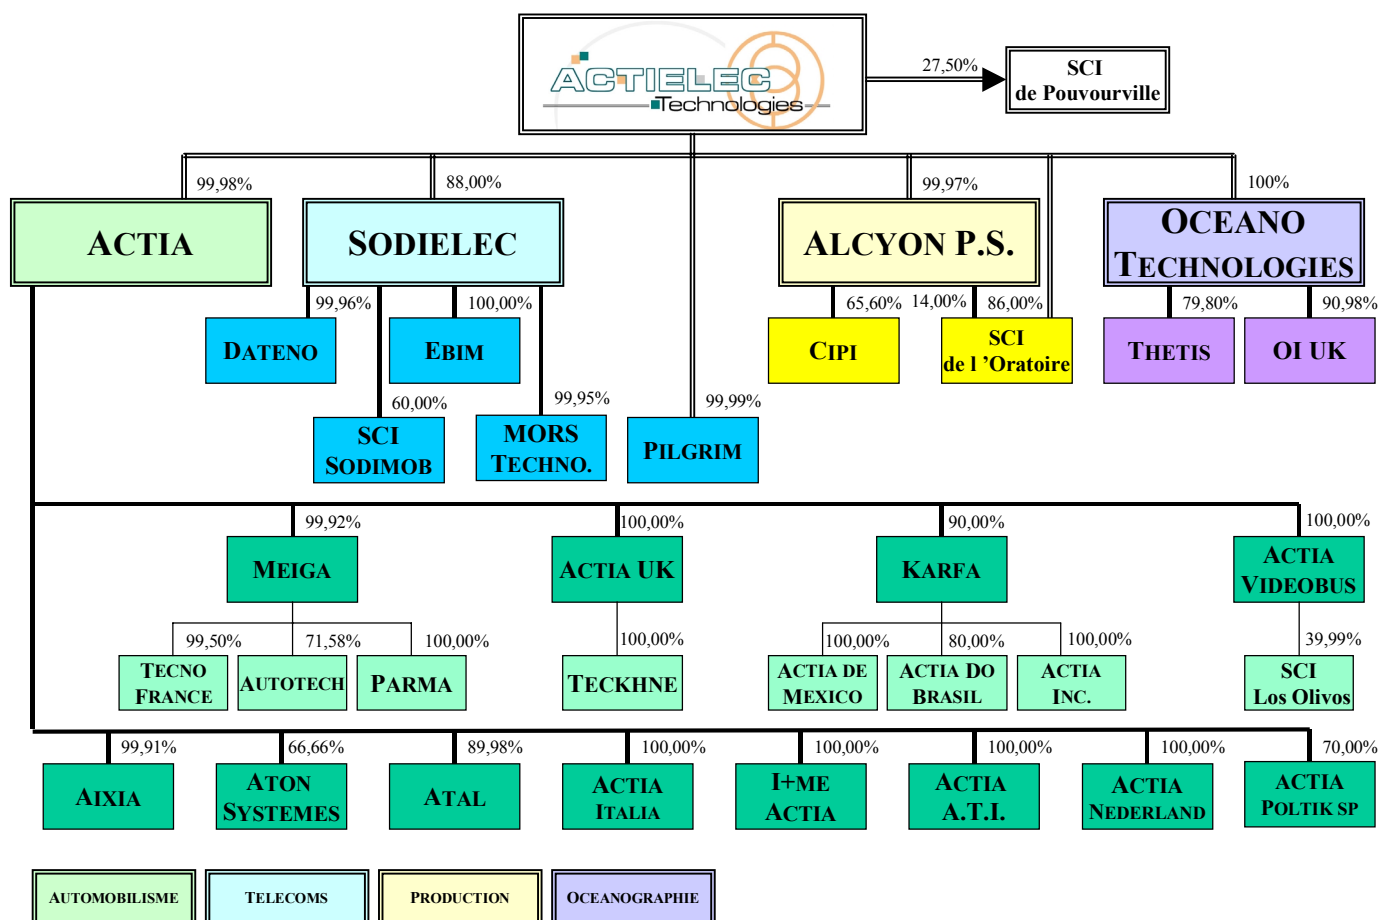 ACTIELEC
Technologies
27,50%
SCI
de Pouvourville
99,98%
88,00%
99,97%
100%
ACTIA
SODIELEC
ALCYON P.S.
OCEANO
TECHNOLOGIES
99,96%
100,00%
65,60%
14,00%
86,00%
79,80%
90,98%
DATENO
EBIM
CIPI
SCI
de l ’Oratoire
THETIS
OI UK
60,00%
99,95%
99,99%
SCI
SODIMOB
MORS
TECHNO.
PILGRIM
99,92%
100,00%
90,00%
100,00%
MEIGA
ACTIA UK
KARFA
ACTIA
VIDEOBUS
99,50%
71,58%
100,00%
100,00%
100,00%
80,00%
100,00%
39,99%
TECNO
FRANCE
AUTOTECH
PARMA
TECKHNE
ACTIA DE
MEXICO
ACTIA DO
BRASIL
ACTIA
INC.
SCI
Los Olivos
99,91%
66,66%
89,98%
100,00%
100,00%
100,00%
100,00%
70,00%
AIXIA
ATON
SYSTEMES
ATAL
ACTIA
ITALIA
I+ME
ACTIA
ACTIA
A.T.I.
ACTIA
NEDERLAND
ACTIA
POLTIK SP
AUTOMOBILISME
TELECOMS
PRODUCTION
OCEANOGRAPHIE